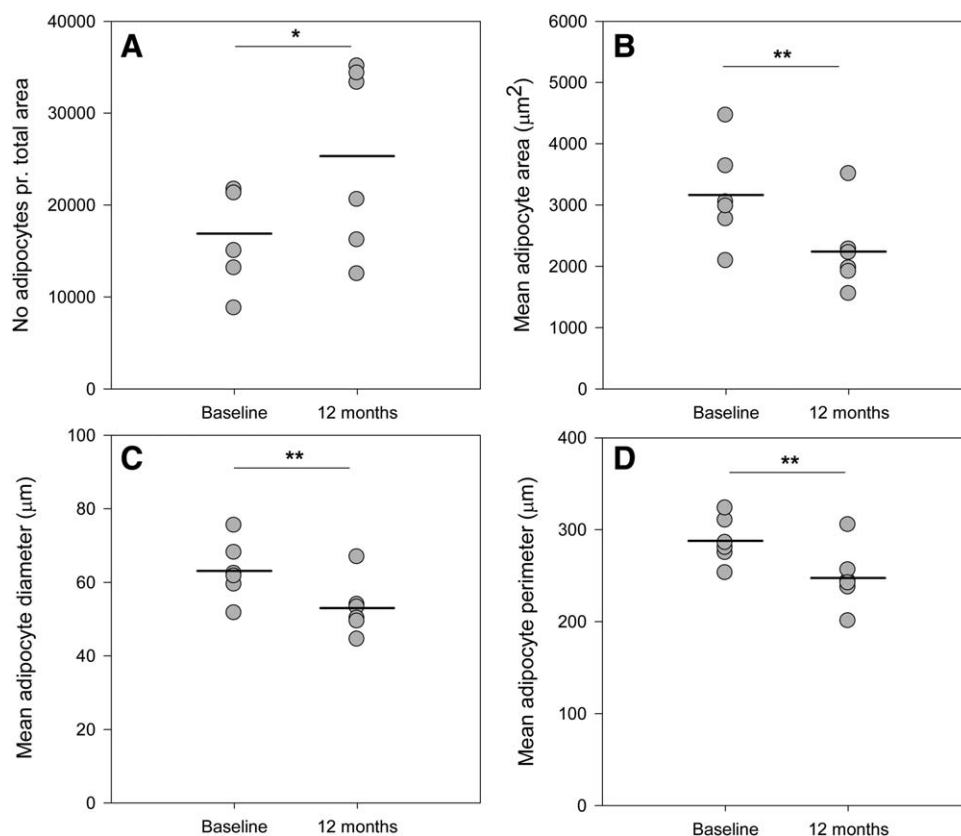 A
No adipocytes pr. total area
40000
30000
20000
10000
0
*
Baseline
12 months
B
Mean adipocyte area (μm2)
6000
5000
4000
3000
2000
1000
0
**
Baseline
12 months
C
Mean adipocyte diameter (μm)
100
80
60
40
20
0
**
Baseline
12 months
D
Mean adipocyte perimeter (μm)
400
300
200
100
0
**
Baseline
12 months